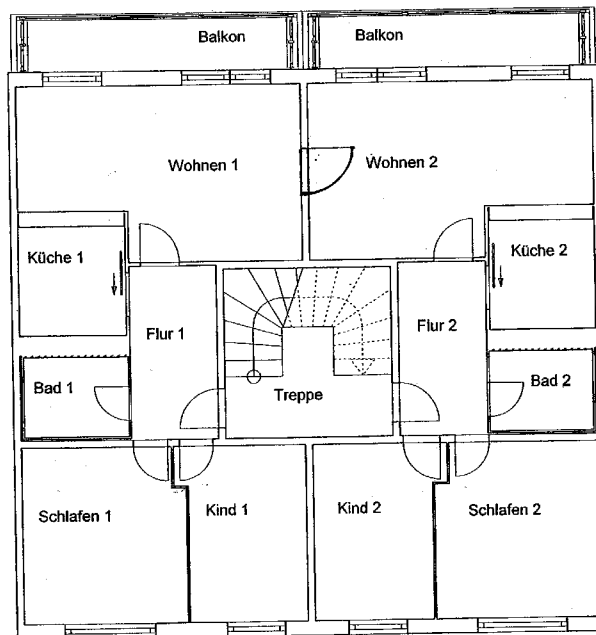 Balkon
Balkon
Wohnen 1
Wohnen 2
Küche 1
Küche 2
Flur 1
Flur 2
Bad 1
Treppe
Bad 2
Schlafen 1
Kind 1
Kind 2
Schlafen 2